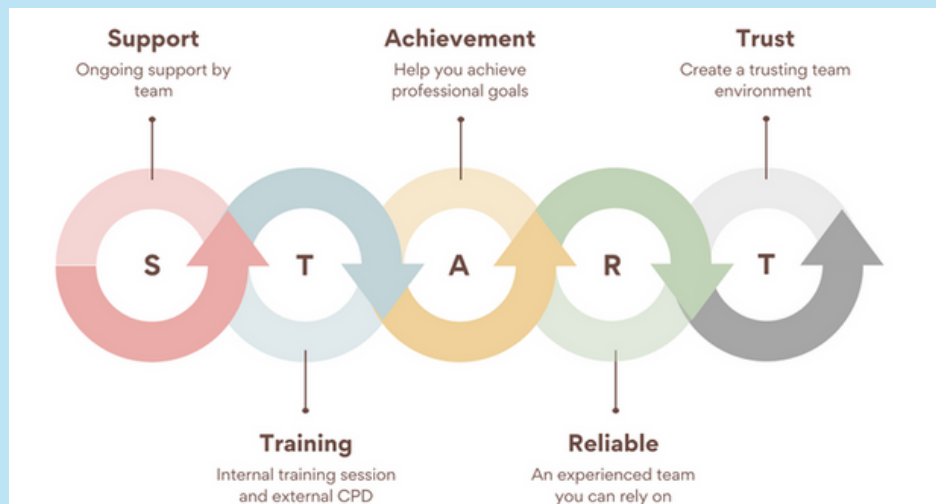 Support
Ongoing support by
team
Achievement
Help you achieve
professional goals
Trust
Create a trusting team
environment
S
T
A
R
T
Training
Internal training session
and external CPD
Reliable
An experienced team
you can rely on